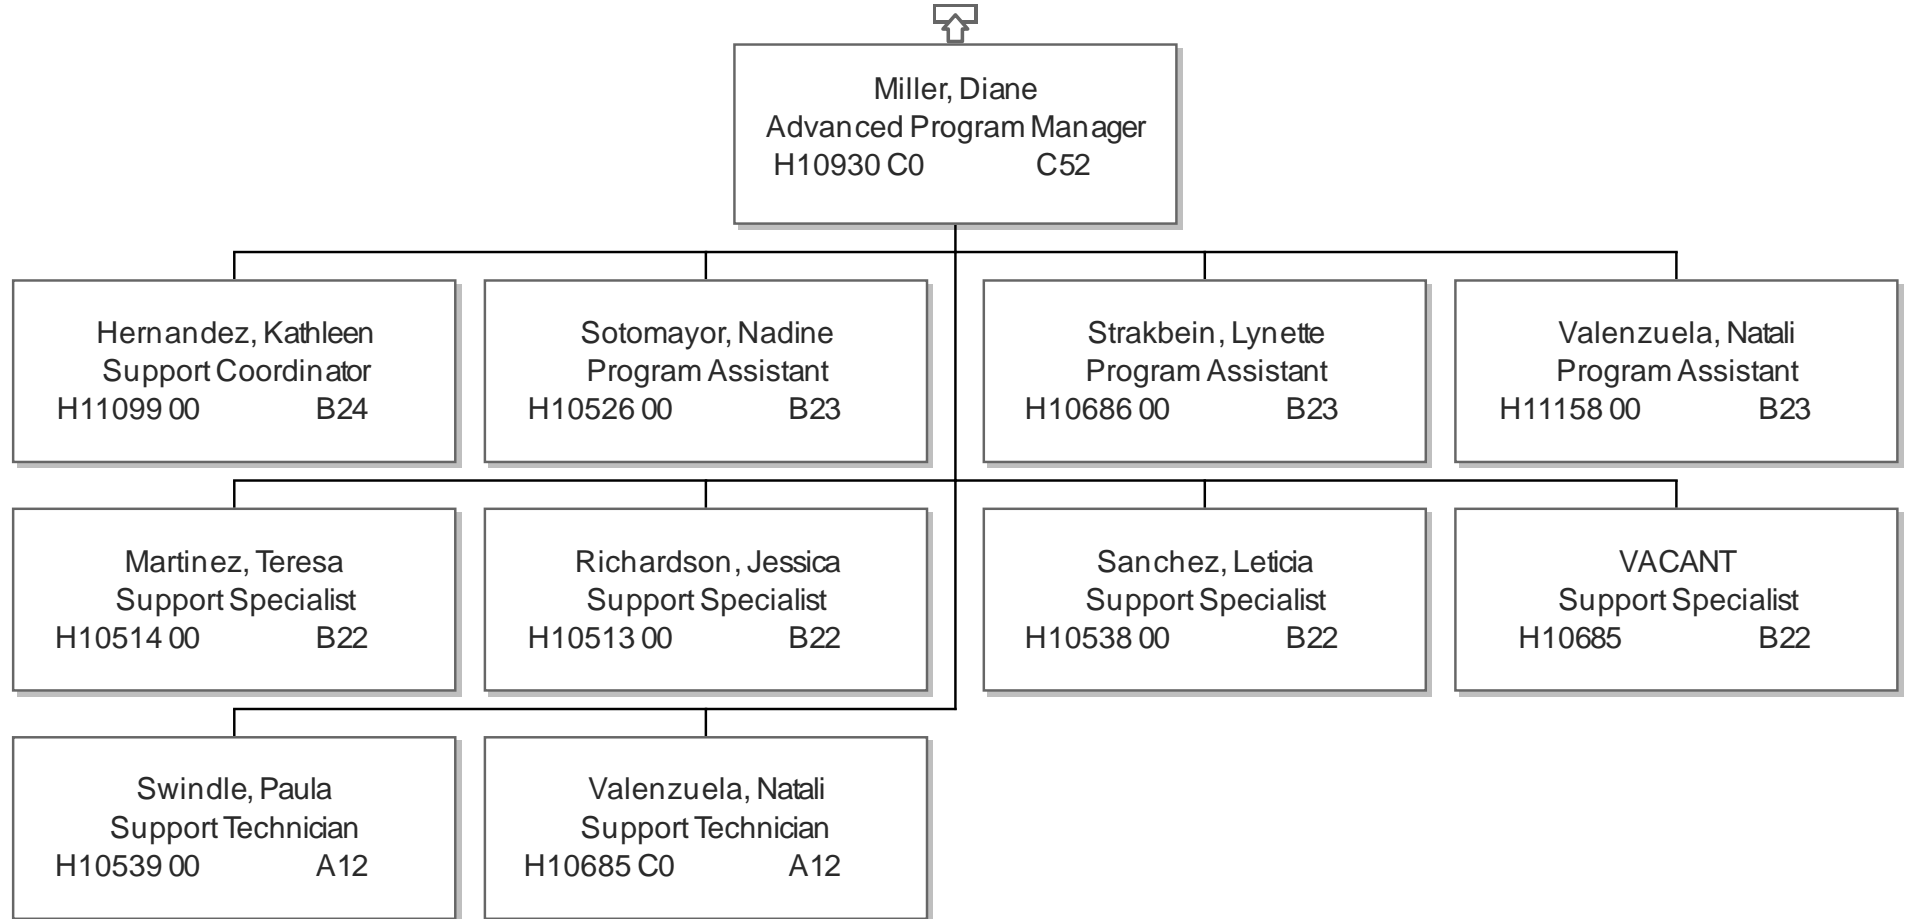 Miller, Diane
Advanced Program Manager
H10930 C0 C52
Hernandez, Kathleen
Support Coordinator
H11099 00 B24
Sotomayor, Nadine
Program Assistant
H10526 00 B23
Strakbein, Lynette
Program Assistant
H10686 00 B23
Valenzuela, Natali
Program Assistant
H11158 00 B23
Martinez, Teresa
Support Specialist
H10514 00 B22
Richardson, Jessica
Support Specialist
H10513 00 B22
Sanchez, Leticia
Support Specialist
H10538 00 B22
VACANT
Support Specialist
H10685 B22
Swindle, Paula
Support Technician
H10539 00 A12
Valenzuela, Natali
Support Technician
H10685 C0 A12